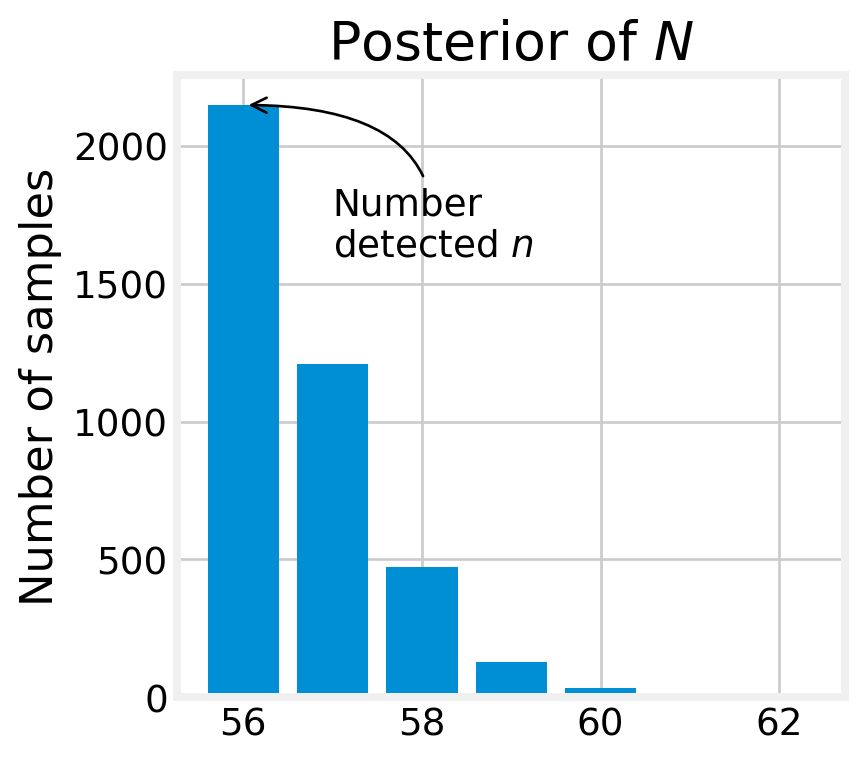 Posterior of N
Number of samples
2000
1500
1000
500
0
Number
detected n
56
58
60
62